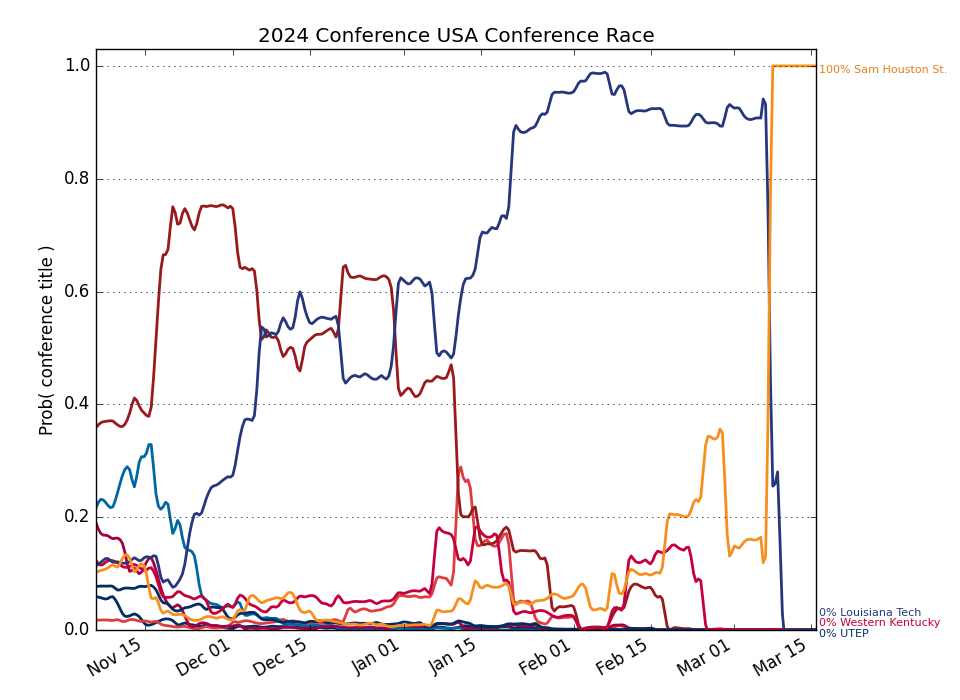 2024 Conference USA Conference Race
Prob( conference title )
1.0
0.8
0.6
0.4
0.2
0.0
Nov 15
Dec 01
Dec 15
Jan 01
Jan 15
Feb 01
Feb 15
Mar 01
Mar 15
100% Sam Houston St.
0% Louisiana Tech
0% Western Kentucky
0% UTEP